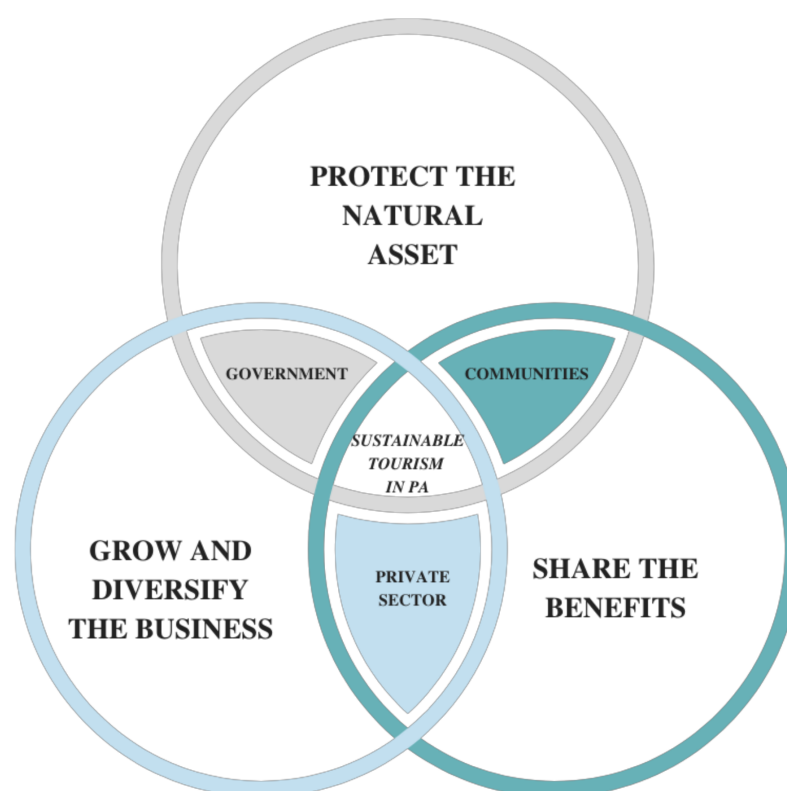 PROTECT THE
NATURAL
ASSET
GOVERNMENT
COMMUNITIES
SUSTAINABLE
TOURISM
IN PA
GROW AND
DIVERSIFY
THE BUSINESS
PRIVATE
SECTOR
SHARE THE
BENEFITS